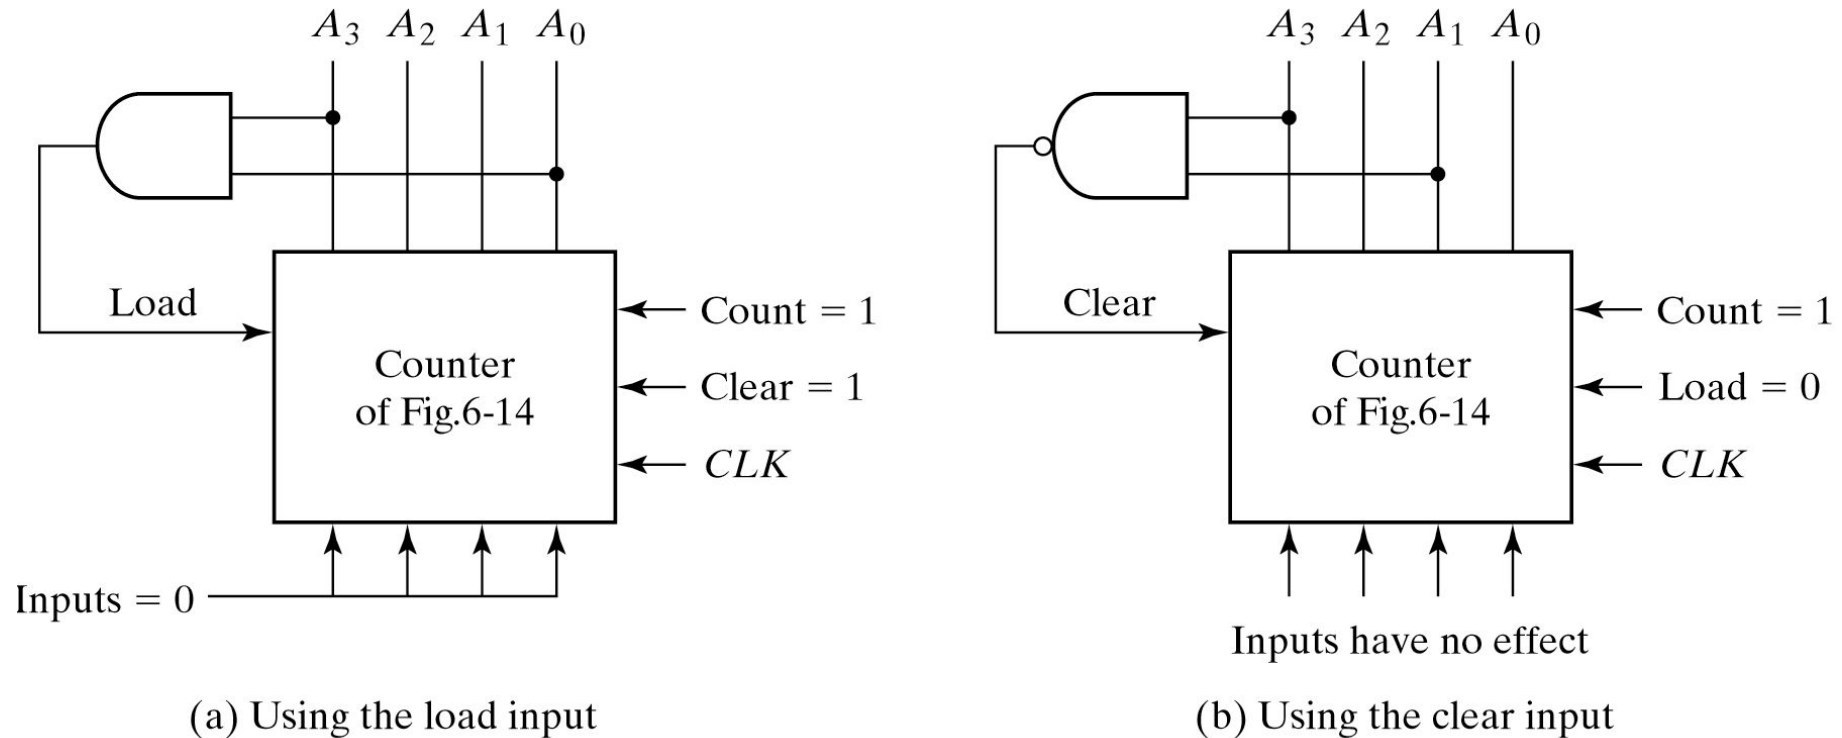 A3 A2 A1 A0
Load
Count = 1
Clear = 1
CLK
Counter
of Fig.6-14
Inputs = 0
(a) Using the load input
A3 A2 A1 A0
Clear
Count = 1
Load = 0
CLK
Counter
of Fig.6-14
Inputs have no effect
(b) Using the clear input